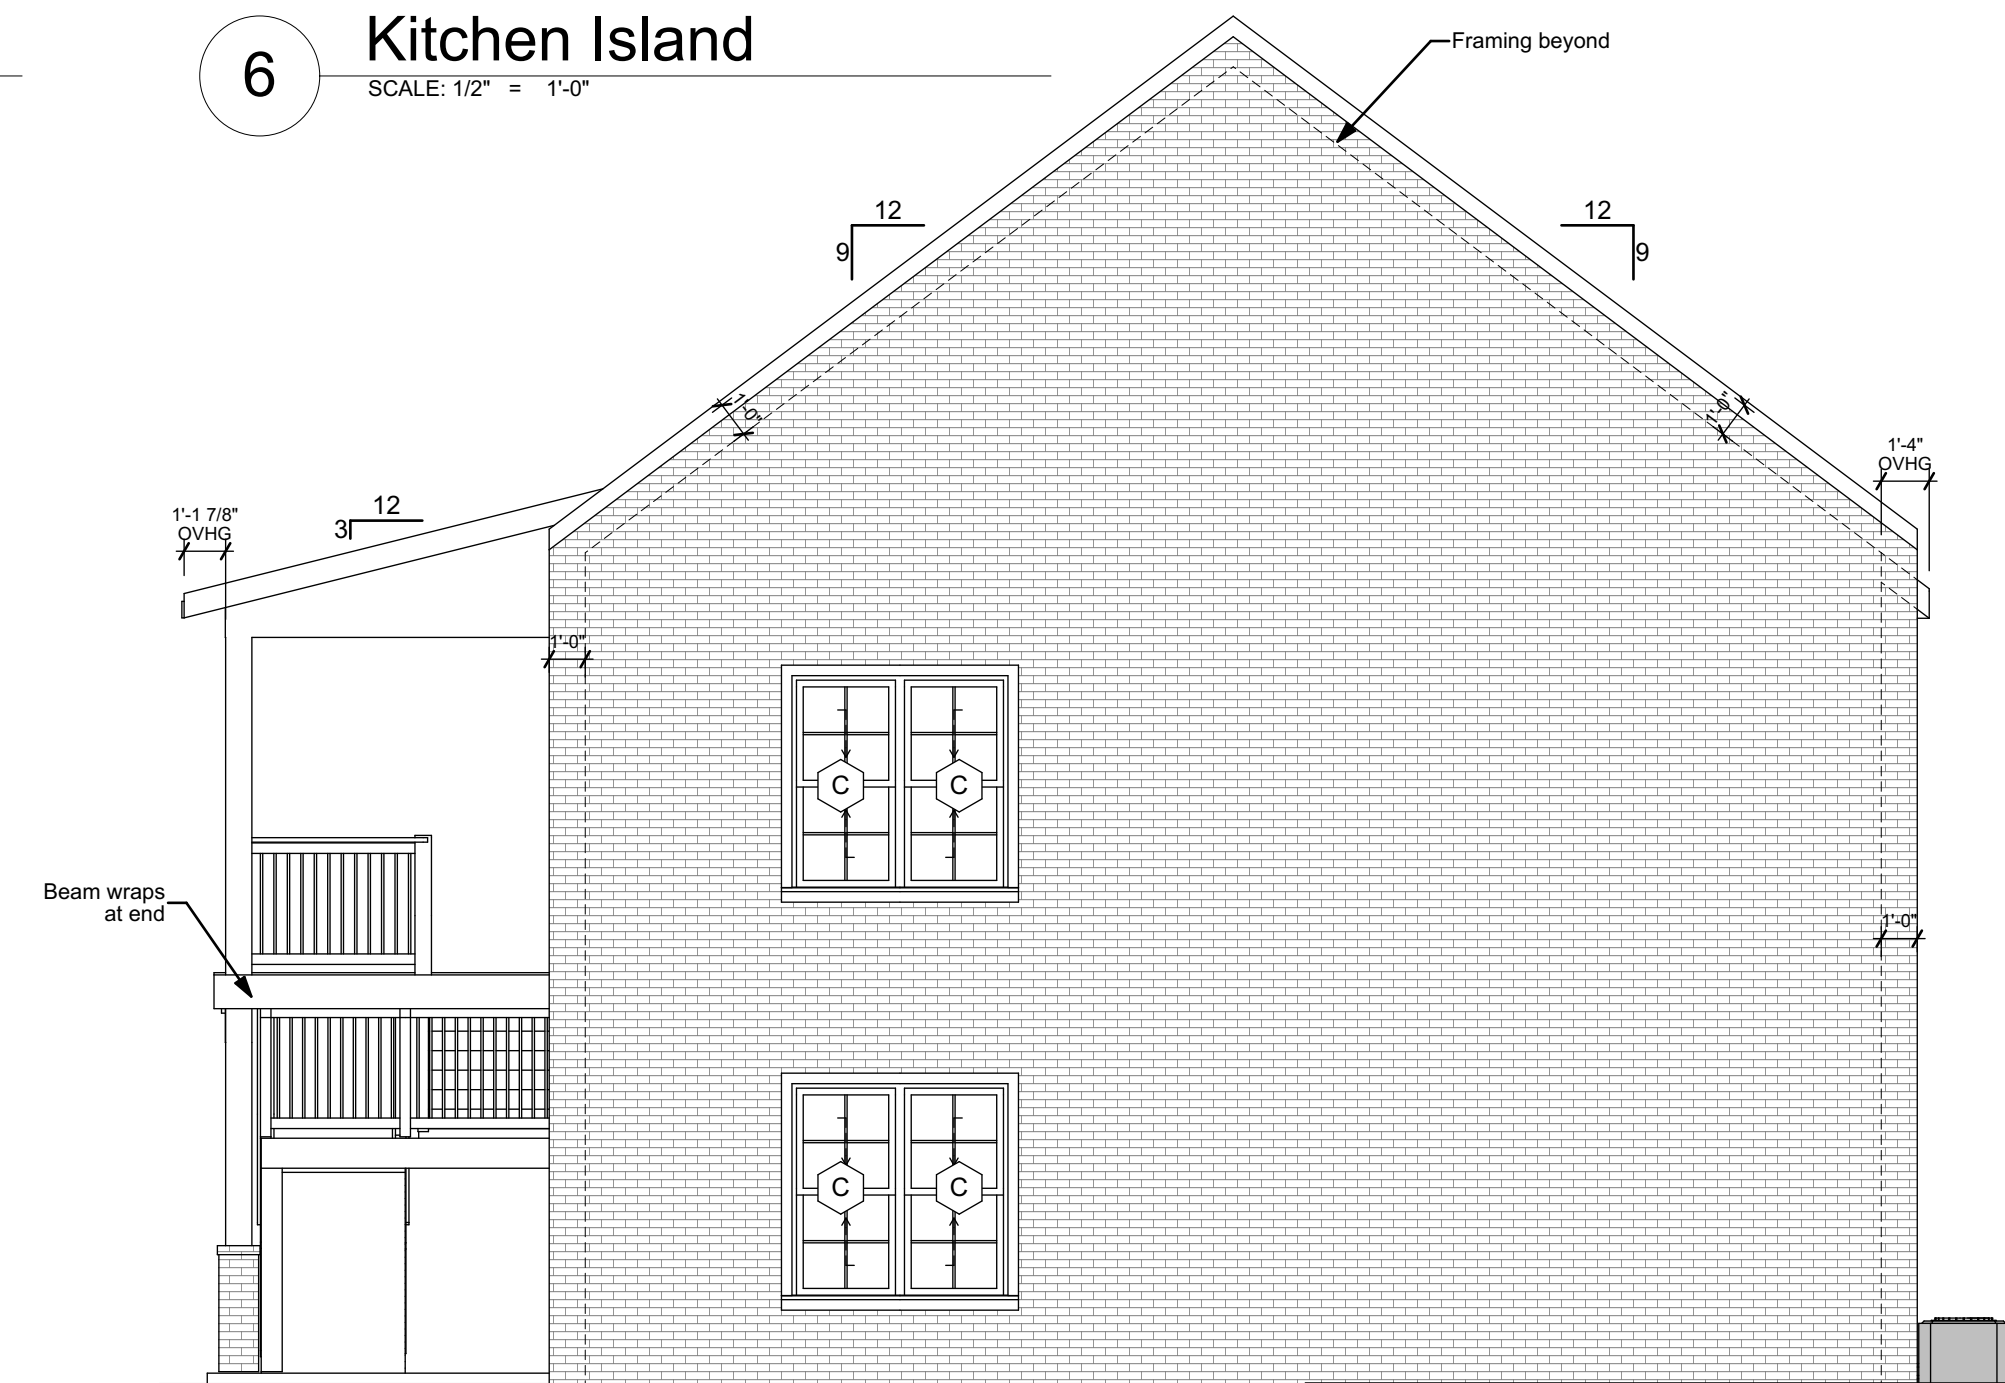 6
Kitchen Island
SCALE: 1/2" = 1'-0"
Framing beyond
12
9
12
9
1'-0"
1'-0"
1'-4"
OVHG
1'-1 7/8"
OVHG
12
3
1'-0"
C
C
Beam wraps
at end
1'-0"
C
C